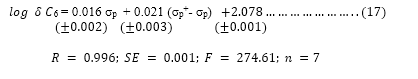 log δ C₆ = 0.016 σₚ + 0.021 (σₚ⁺- σₚ) +2.078 ………………………..(17)
(±0.002) (±0.003) (±0.001)
R = 0.996; SE = 0.001; F = 274.61; n = 7